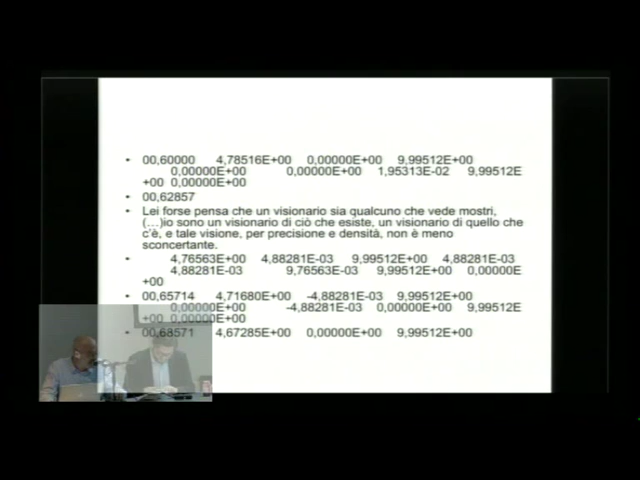 • 00,60000 4,78516E+00 0,00000E+00 9,99512E+00
0,00000E+00 0,00000E+00 1,95313E-02 9,99512E
+00 0,00000E+00
• 00,62857
• Lei forse pensa che un visionario sia qualcuno che vede mostri,
(…)io sono un visionario di ciò che esiste, un visionario di quello che
c'è, e tale visione, per precisione e densità, non è meno
sconcertante.
• 4,76563E+00 4,88281E-03 9,99512E+00 4,88281E-03
4,88281E-03 9,76563E-03 9,99512E+00 0,00000E
+00
• 00,65714 4,71680E+00 -4,88281E-03 9,99512E+00
0,00000E+00 -4,88281E-03 0,00000E+00 9,99512E
+00 0,00000E+00
• 00,68571 4,67285E+00 0,00000E+00 9,99512E+00